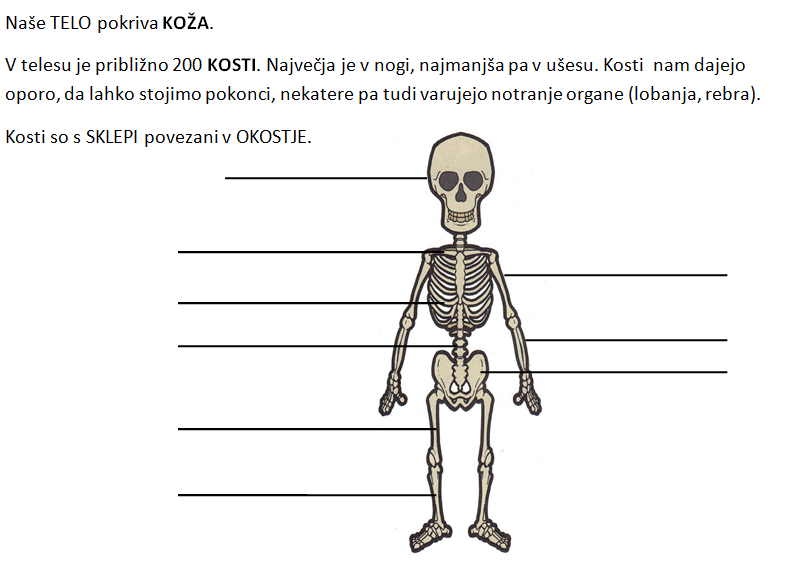 Naše TELO pokriva KOŽA.
V telesu je približno 200 KOSTI. Največja je v nogi, najmanjša pa v ušesu. Kosti  nam dajejo
oporo, da lahko stojimo pokonci, nekatere pa tudi varujejo notranje organe (lobanja, rebra).
Kosti so s SKLEPI povezani v OKOSTJE.